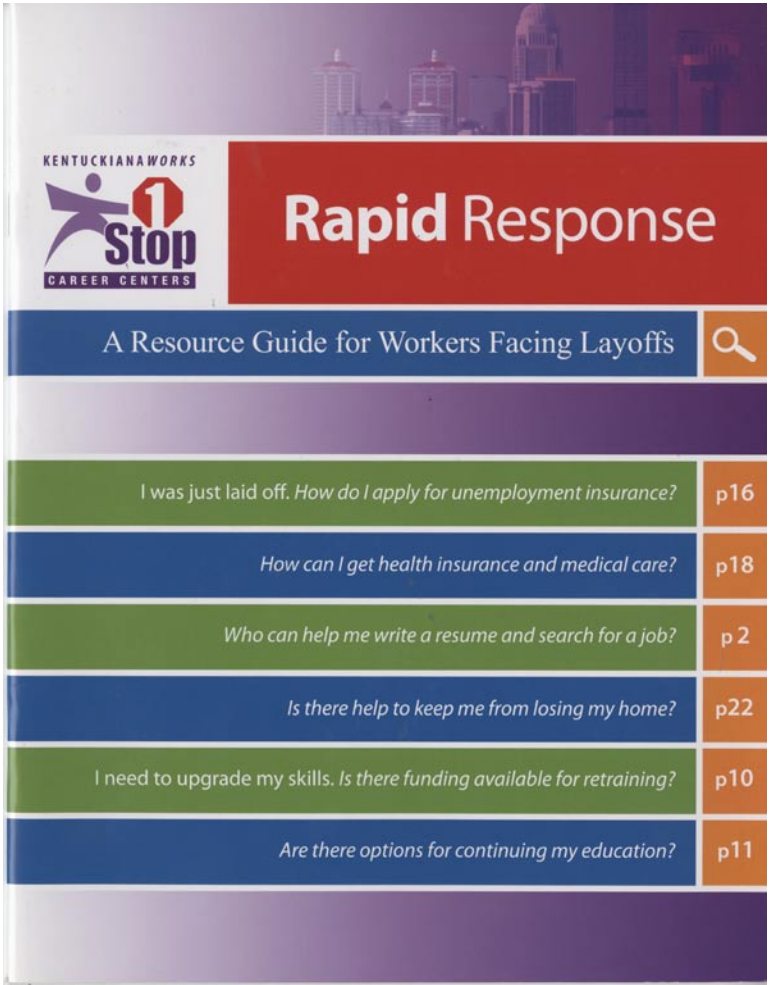 KENTUCKIANAWORKS
1
Stop
CAREER CENTERS
Rapid Response
A Resource Guide for Workers Facing Layoffs
I was just laid off. How do I apply for unemployment insurance? p16
How can I get health insurance and medical care? p18
Who can help me write a resume and search for a job? p 2
Is there help to keep me from losing my home? p22
I need to upgrade my skills. Is there funding available for retraining? p10
Are there options for continuing my education? p11